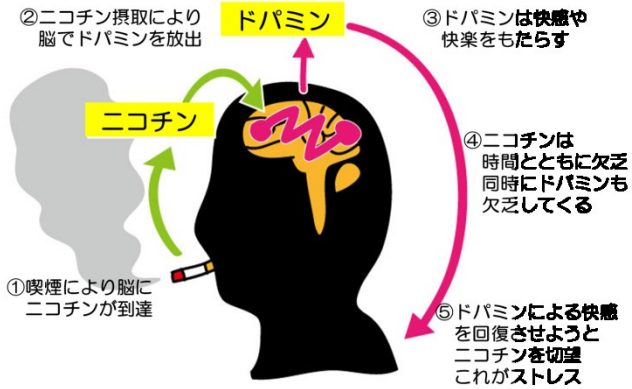 ②ニコチン摂取により
脳でドパミンを放出
ドパミン
③ドパミンは快感や
快楽をもたらす
ニコチン
④ニコチンは
時間とともに欠乏
同時にドパミンも
欠乏してくる
①喫煙により脳に
ニコチンが到達
⑤ドパミンによる快感
を回復させようと
ニコチンを切望
これがストレス